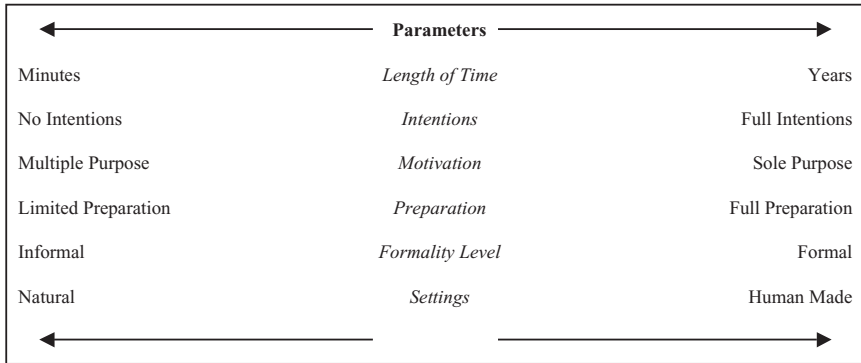 Parameters
Minutes Length of Time Years
No Intentions Intentions Full Intentions
Multiple Purpose Motivation Sole Purpose
Limited Preparation Preparation Full Preparation
Informal Formality Level Formal
Natural Settings Human Made